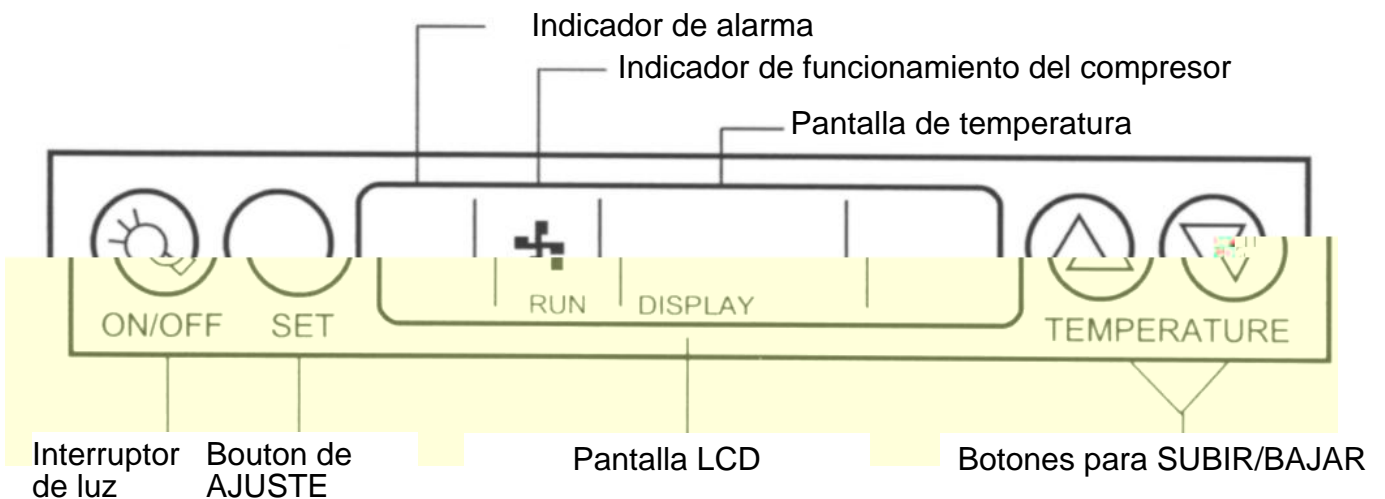 Indicador de alarma
Indicador de funcionamiento del compresor
Pantalla de temperatura
RUN DISPLAY
ON/OFF SET TEMPERATURE
Interruptor de luz
Bouton de AJUSTE
Pantalla LCD
Botones para SUBIR/BAJAR